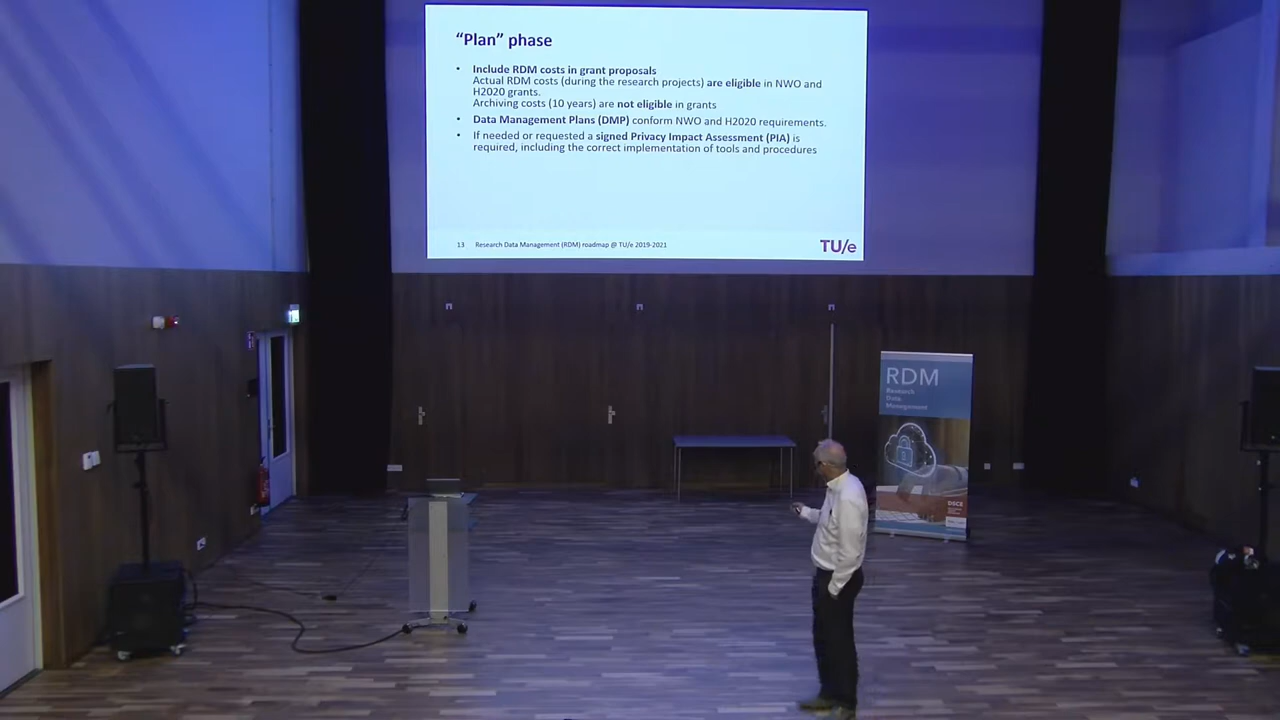 “Plan” phase
• Include RDM costs in grant proposals
Actual RDM costs (during the research projects) are eligible in NWO and
H2020 grants.
Archiving costs (10 years) are not eligible in grants
• Data Management Plans (DMP) conform NWO and H2020 requirements.
• If needed or requested a signed Privacy Impact Assessment (PIA) is
required, including the correct implementation of tools and procedures
13 Research Data Management (RDM) roadmap @ TU/e 2019-2021
TU/e
RDM
Research
Data
Management